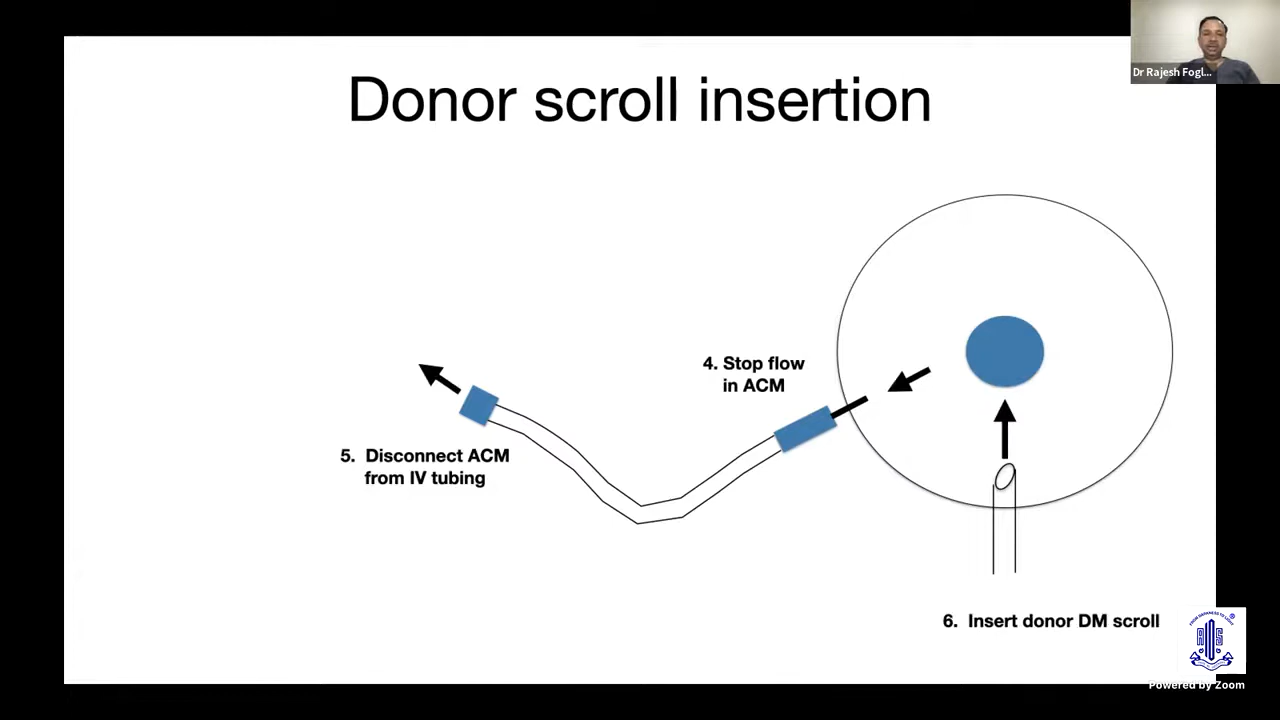 Dr Rajesh Fogl...
Donor scroll insertion
4. Stop flow
in ACM
5. Disconnect ACM
from IV tubing
6. Insert donor DM scroll
Powered by Zoom